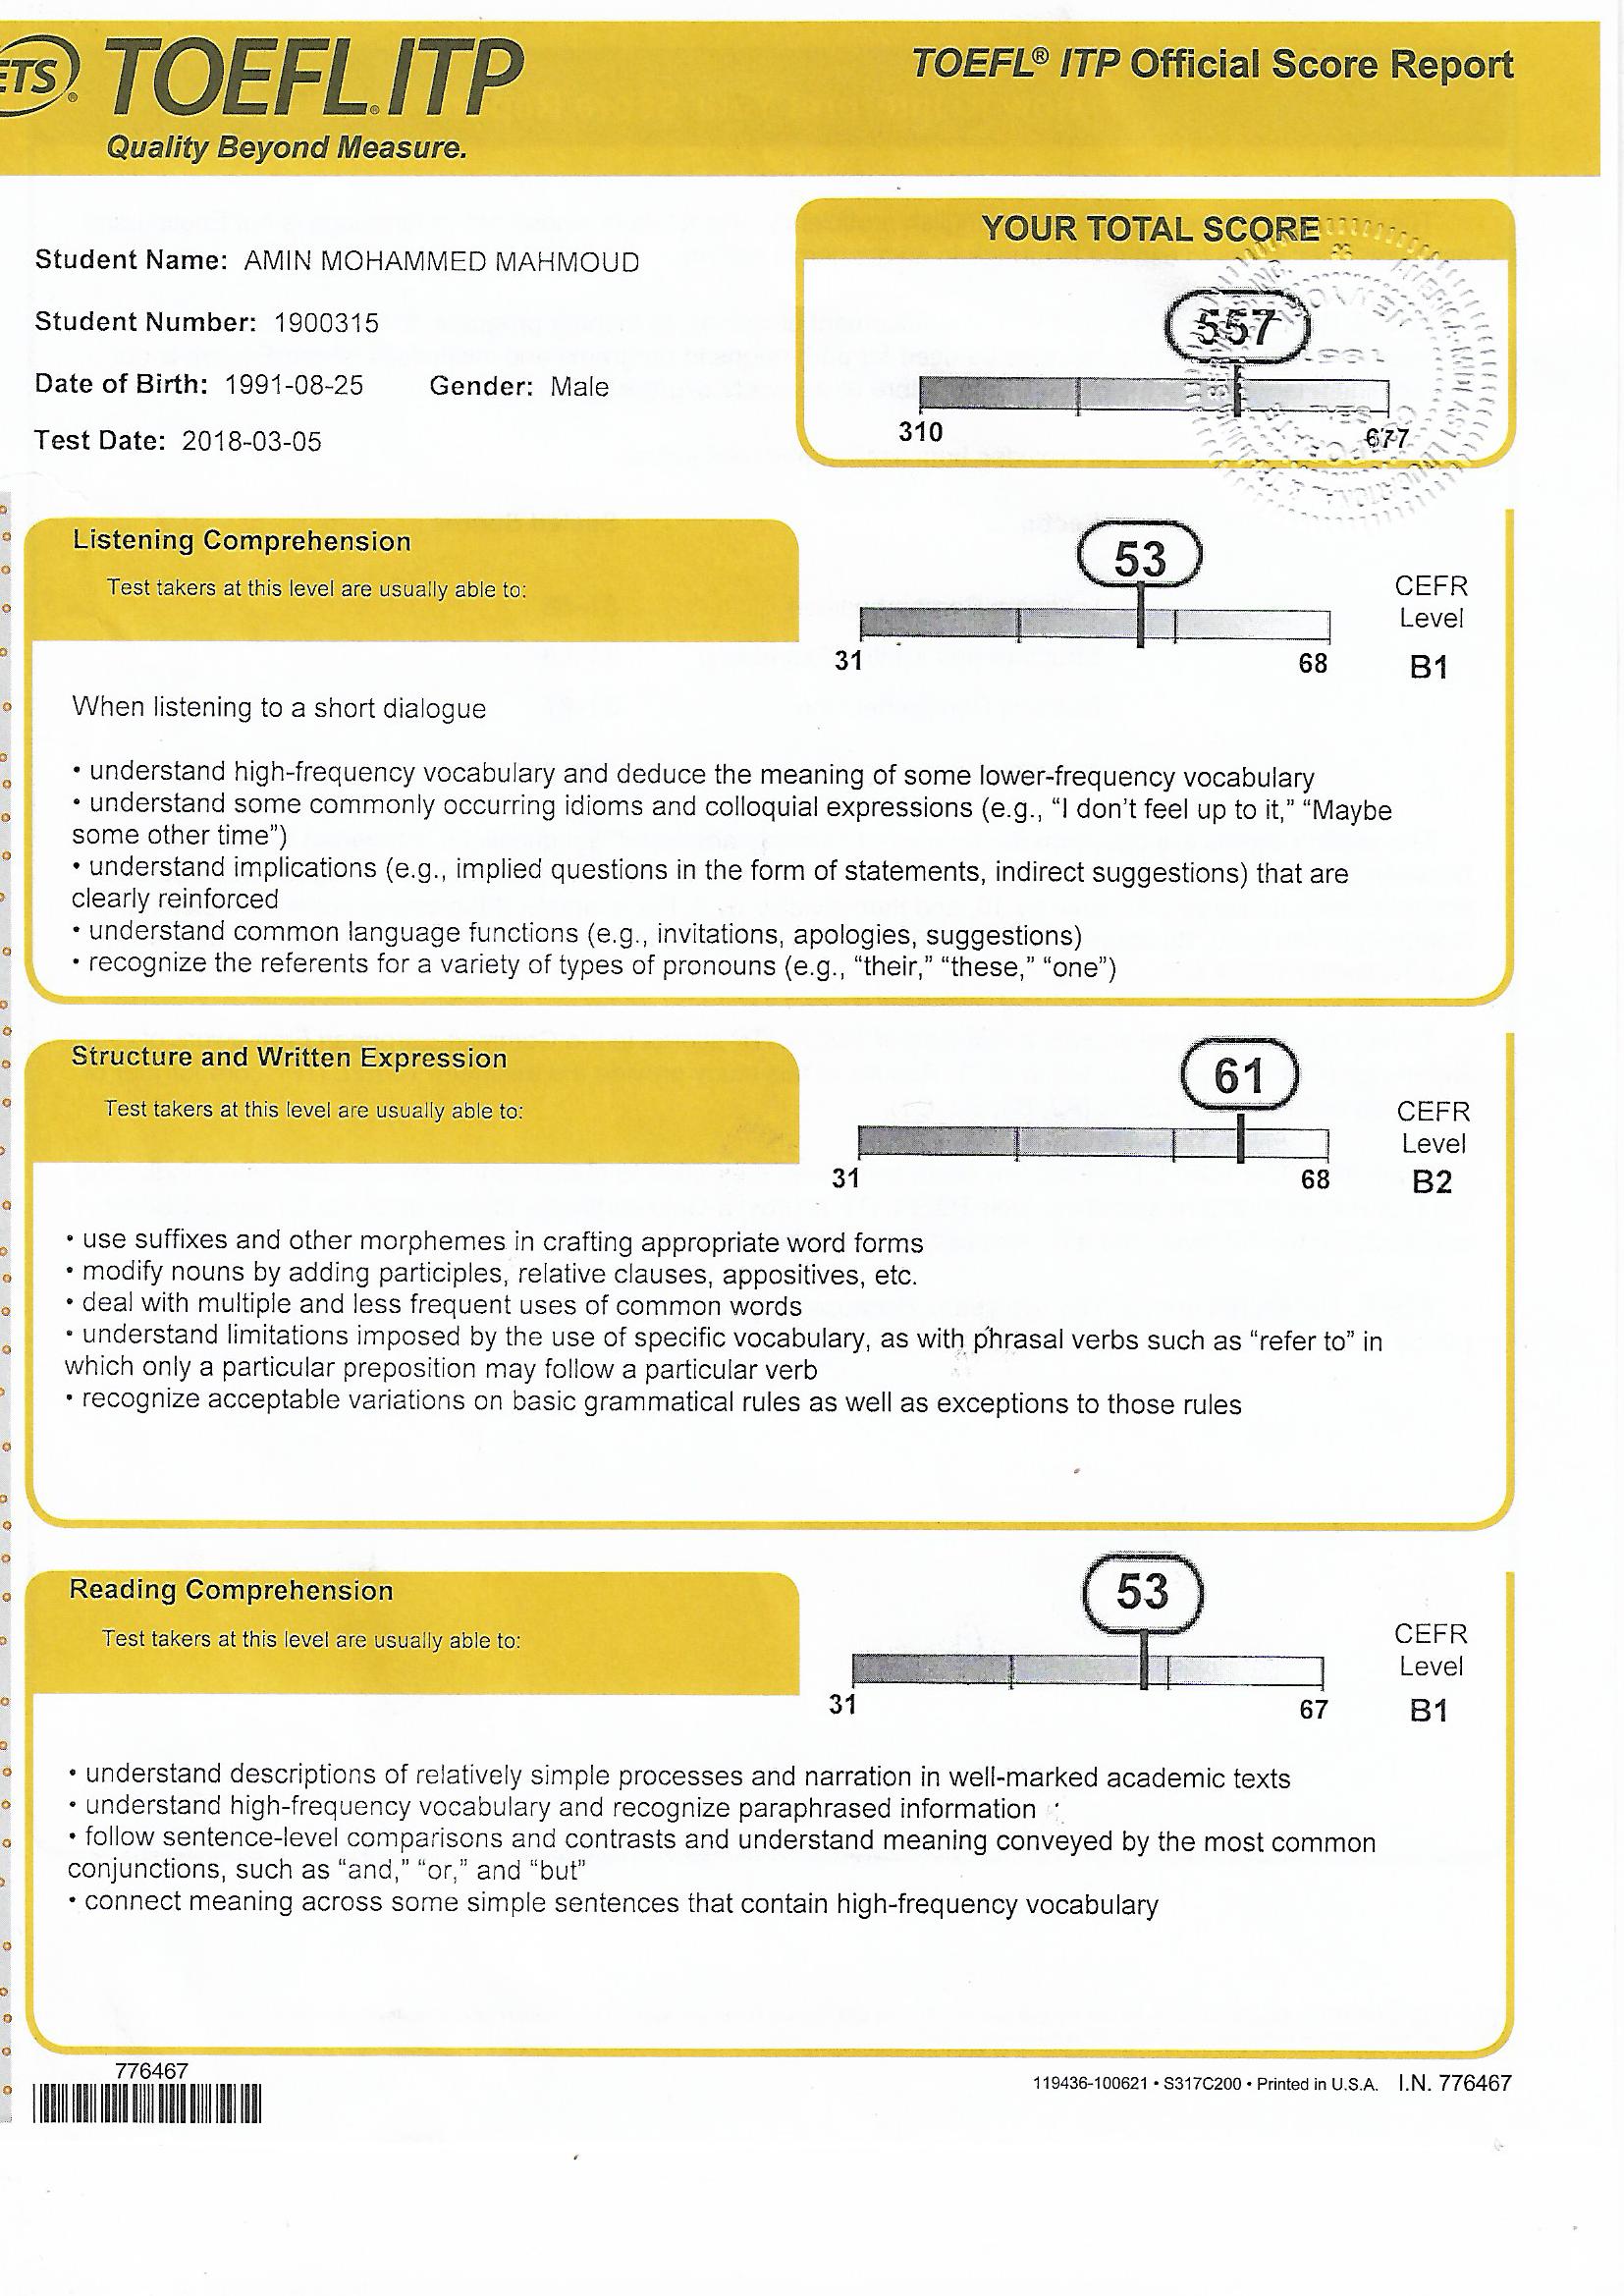 ETS® TOEFL®ITP
Quality Beyond Measure.
TOEFL® ITP Official Score Report
Student Name: AMIN MOHAMMED MAHMOUD
Student Number: 1900315
Date of Birth: 1991-08-25 Gender: Male
Test Date: 2018-03-05
YOUR TOTAL SCORE
557
310 677
Listening Comprehension
Test takers at this level are usually able to:
53
31 68
CEFR
Level
B1
When listening to a short dialogue
• understand high-frequency vocabulary and deduce the meaning of some lower-frequency vocabulary
• understand some commonly occurring idioms and colloquial expressions (e.g., “I don’t feel up to it,” “Maybe
some other time”)
• understand implications (e.g., implied questions in the form of statements, indirect suggestions) that are
clearly reinforced
• understand common language functions (e.g., invitations, apologies, suggestions)
• recognize the referents for a variety of types of pronouns (e.g., “their,” “these,” “one”)
Structure and Written Expression
Test takers at this level are usually able to:
61
31 68
CEFR
Level
B2
• use suffixes and other morphemes in crafting appropriate word forms
• modify nouns by adding participles, relative clauses, appositives, etc.
• deal with multiple and less frequent uses of common words
• understand limitations imposed by the use of specific vocabulary, as with phrasal verbs such as “refer to” in
which only a particular preposition may follow a particular verb
• recognize acceptable variations on basic grammatical rules as well as exceptions to those rules
Reading Comprehension
Test takers at this level are usually able to:
53
31 67
CEFR
Level
B1
• understand descriptions of relatively simple processes and narration in well-marked academic texts
• understand high-frequency vocabulary and recognize paraphrased information
• follow sentence-level comparisons and contrasts and understand meaning conveyed by the most common
conjunctions, such as “and,” “or,” and “but”
• connect meaning across some simple sentences that contain high-frequency vocabulary
776467
119436-100621 • S317C200 • Printed in U.S.A. I.N. 776467